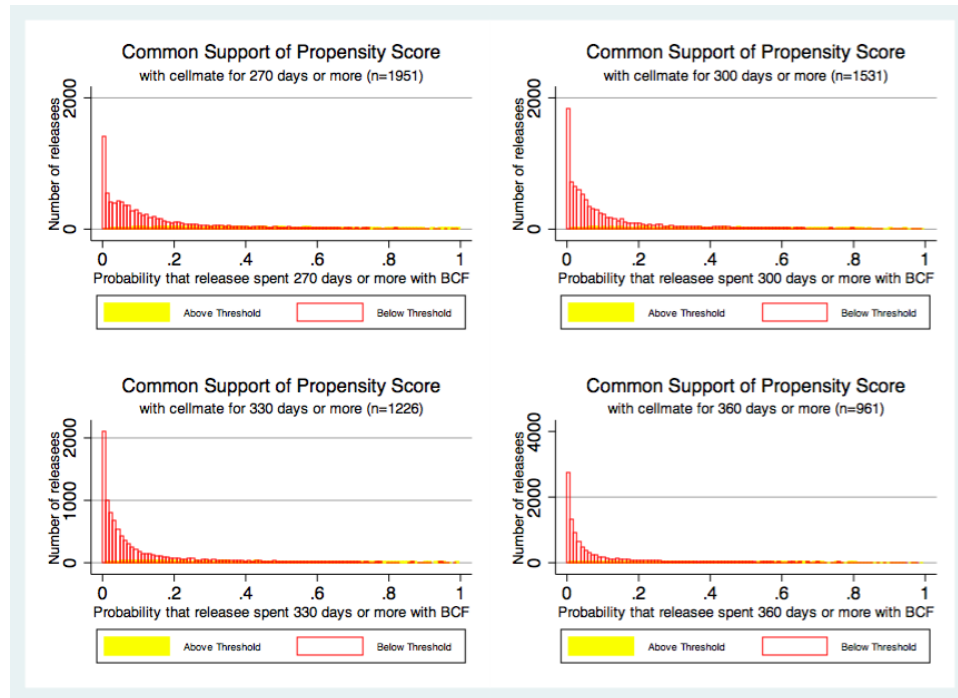 Common Support of Propensity Score
with cellmate for 270 days or more (n=1951)
Number of releasees
2000
0
0 .2 .4 .6 .8 1
Probability that releasee spent 270 days or more with BCF
Above Threshold Below Threshold
Common Support of Propensity Score
with cellmate for 300 days or more (n=1531)
Number of releasees
2000
0
0 .2 .4 .6 .8 1
Probability that releasee spent 300 days or more with BCF
Above Threshold Below Threshold
Common Support of Propensity Score
with cellmate for 330 days or more (n=1226)
Number of releasees
2000
1000
0
0 .2 .4 .6 .8 1
Probability that releasee spent 330 days or more with BCF
Above Threshold Below Threshold
Common Support of Propensity Score
with cellmate for 360 days or more (n=961)
Number of releasees
4000
2000
0
0 .2 .4 .6 .8 1
Probability that releasee spent 360 days or more with BCF
Above Threshold Below Threshold